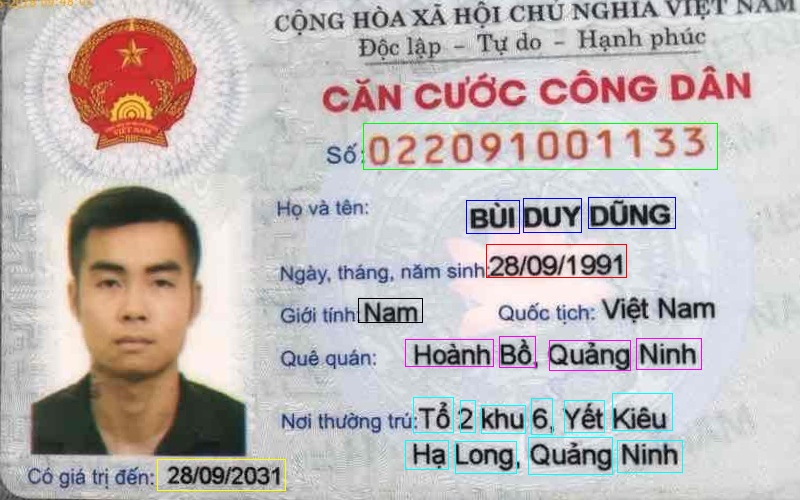 CỘNG HÒA XÃ HỘI CHỦ NGHĨA VIỆT NAM
Độc lập - Tự do - Hạnh phúc
CĂN CƯỚC CÔNG DÂN
Số: 022091001133
Họ và tên: BÙI DUY DŨNG
Ngày, tháng, năm sinh: 28/09/1991
Giới tính: Nam Quốc tịch: Việt Nam
Quê quán: Hoành Bồ, Quảng Ninh
Nơi thường trú: Tổ 2 khu 6, Yết Kiêu
Hạ Long, Quảng Ninh
Có giá trị đến: 28/09/2031
VIỆT NAM